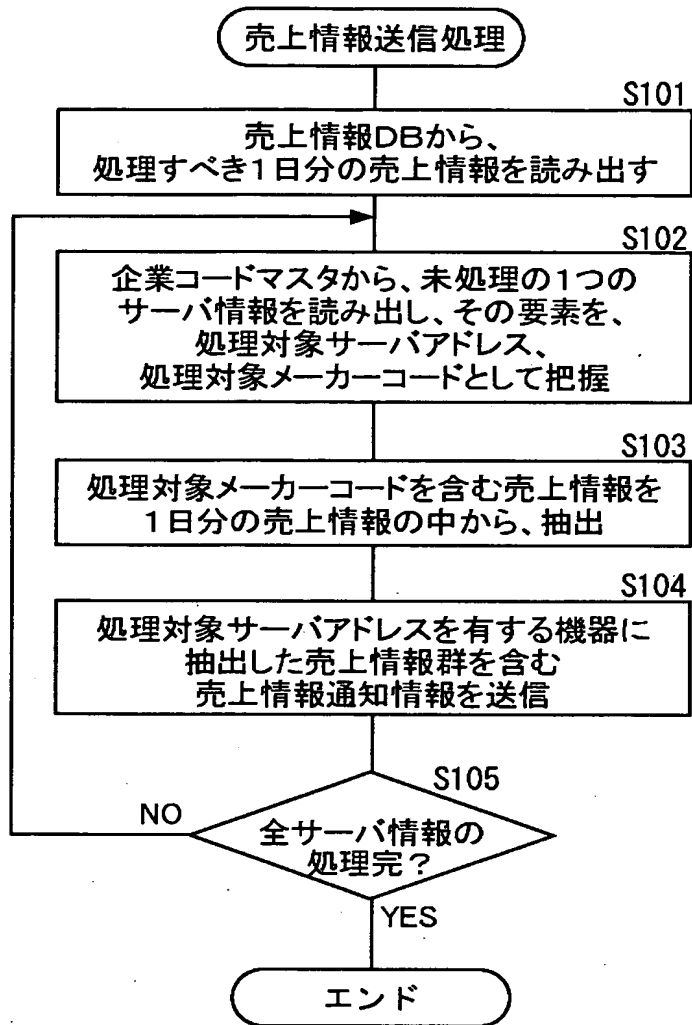 売上情報送信処理
S101
売上情報DBから、
処理すべき1日分の売上情報を読み出す
S102
企業コードマスタから、未処理の1つの
サーバ情報を読み出し、その要素を、
処理対象サーバアドレス、
処理対象メーカーコードとして把握
S103
処理対象メーカーコードを含む売上情報を
1日分の売上情報の中から、抽出
S104
処理対象サーバアドレスを有する機器に
抽出した売上情報群を含む
売上情報通知情報を送信
S105
NO
全サーバ情報の
処理完?
YES
エンド